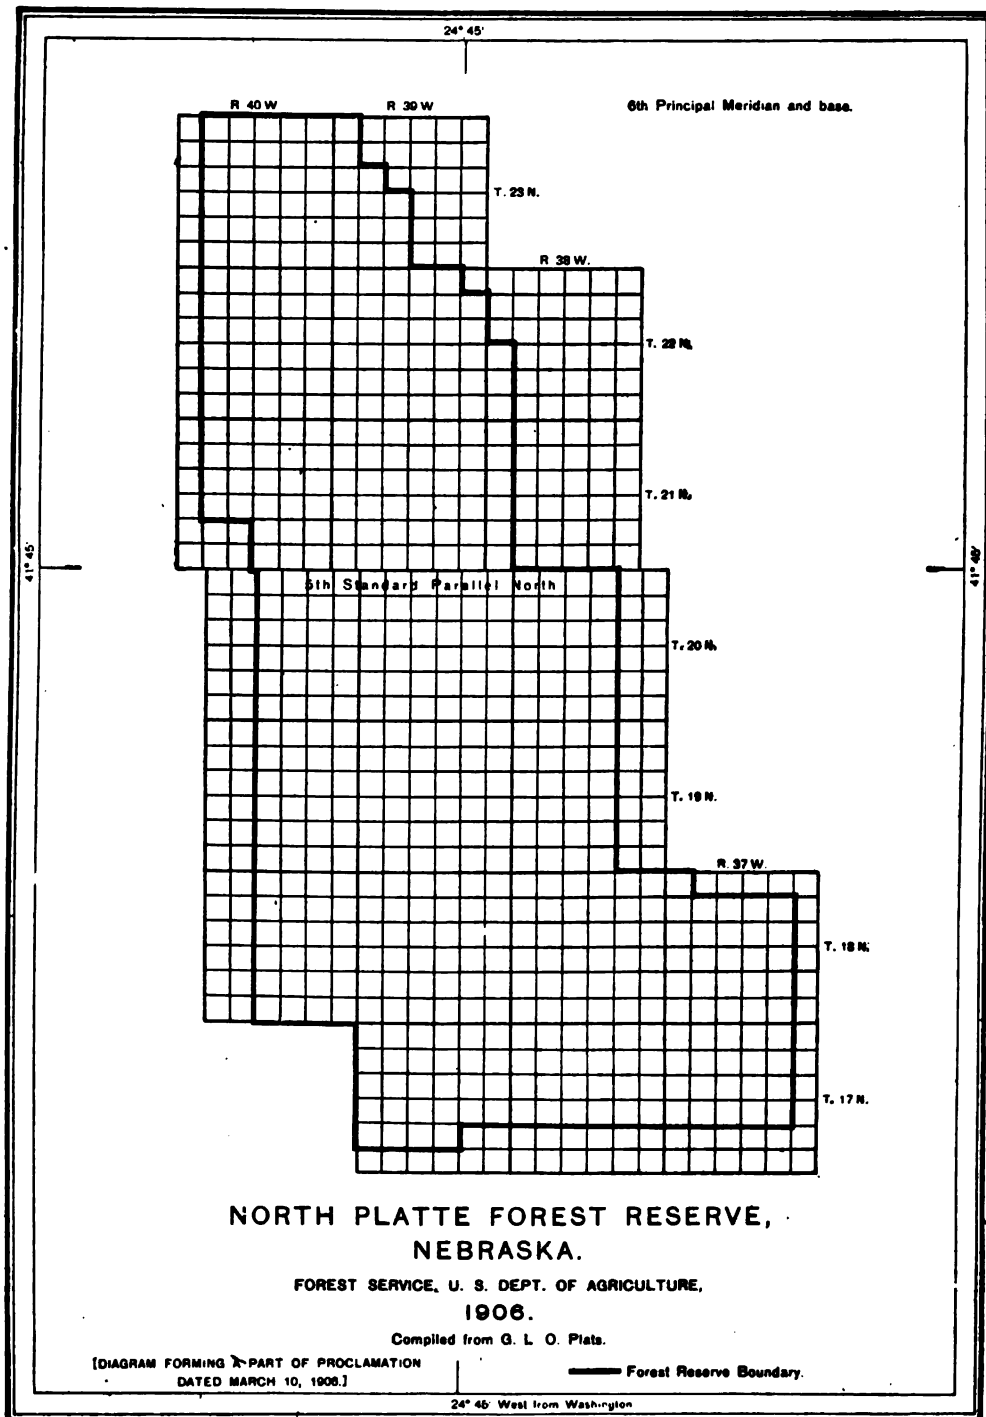 24° 45'
R 40 W
R 39 W
6th Principal Meridian and base.
T. 23 N.
R 38 W.
T. 22 N.
T. 21 N.
41° 45'
41° 45'
5th Standard Parallel North
T. 20 N.
T. 19 N.
R. 37 W.
T. 18 N.
T. 17 N.
NORTH PLATTE FOREST RESERVE,
NEBRASKA.
FOREST SERVICE, U. S. DEPT. OF AGRICULTURE,
1906.
Compiled from G. L. O. Plats.
[DIAGRAM FORMING A PART OF PROCLAMATION
DATED MARCH 10, 1906.]
Forest Reserve Boundary.
24° 45' West from Washington